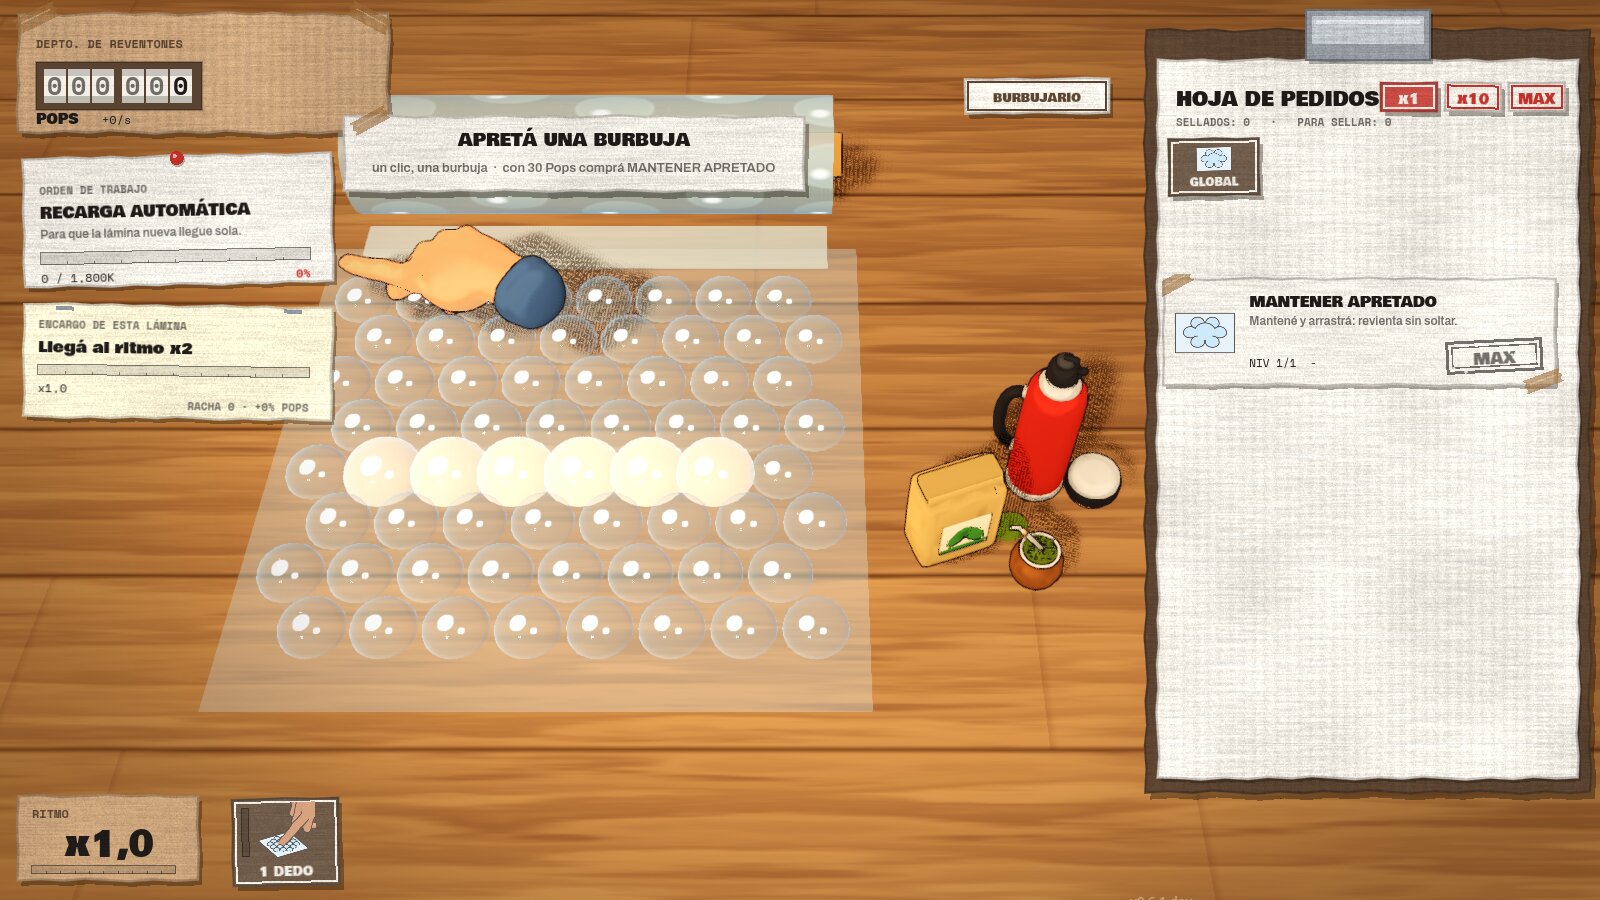 DEPTO. DE REVENTONES
000 000
POPS +0/s
ORDEN DE TRABAJO
RECARGA AUTOMÁTICA
Para que la lámina nueva llegue sola.
0 / 1.800K 0%
ENCARGO DE ESTA LÁMINA
Llegá al ritmo x2
x1.0
RACHA 0 · +0% POPS
APRETÁ UNA BURBUJA
un clic, una burbuja · con 30 Pops comprá MANTENER APRETADO
BURBUJARIO
HOJA DE PEDIDOS x1 x10 MAX
SELLADOS: 0 · PARA SELLAR: 0
GLOBAL
MANTENER APRETADO
Mantené y arrastrá: revienta sin soltar.
NIV 1/1 -
MAX
RITMO
x1,0
1 DEDO